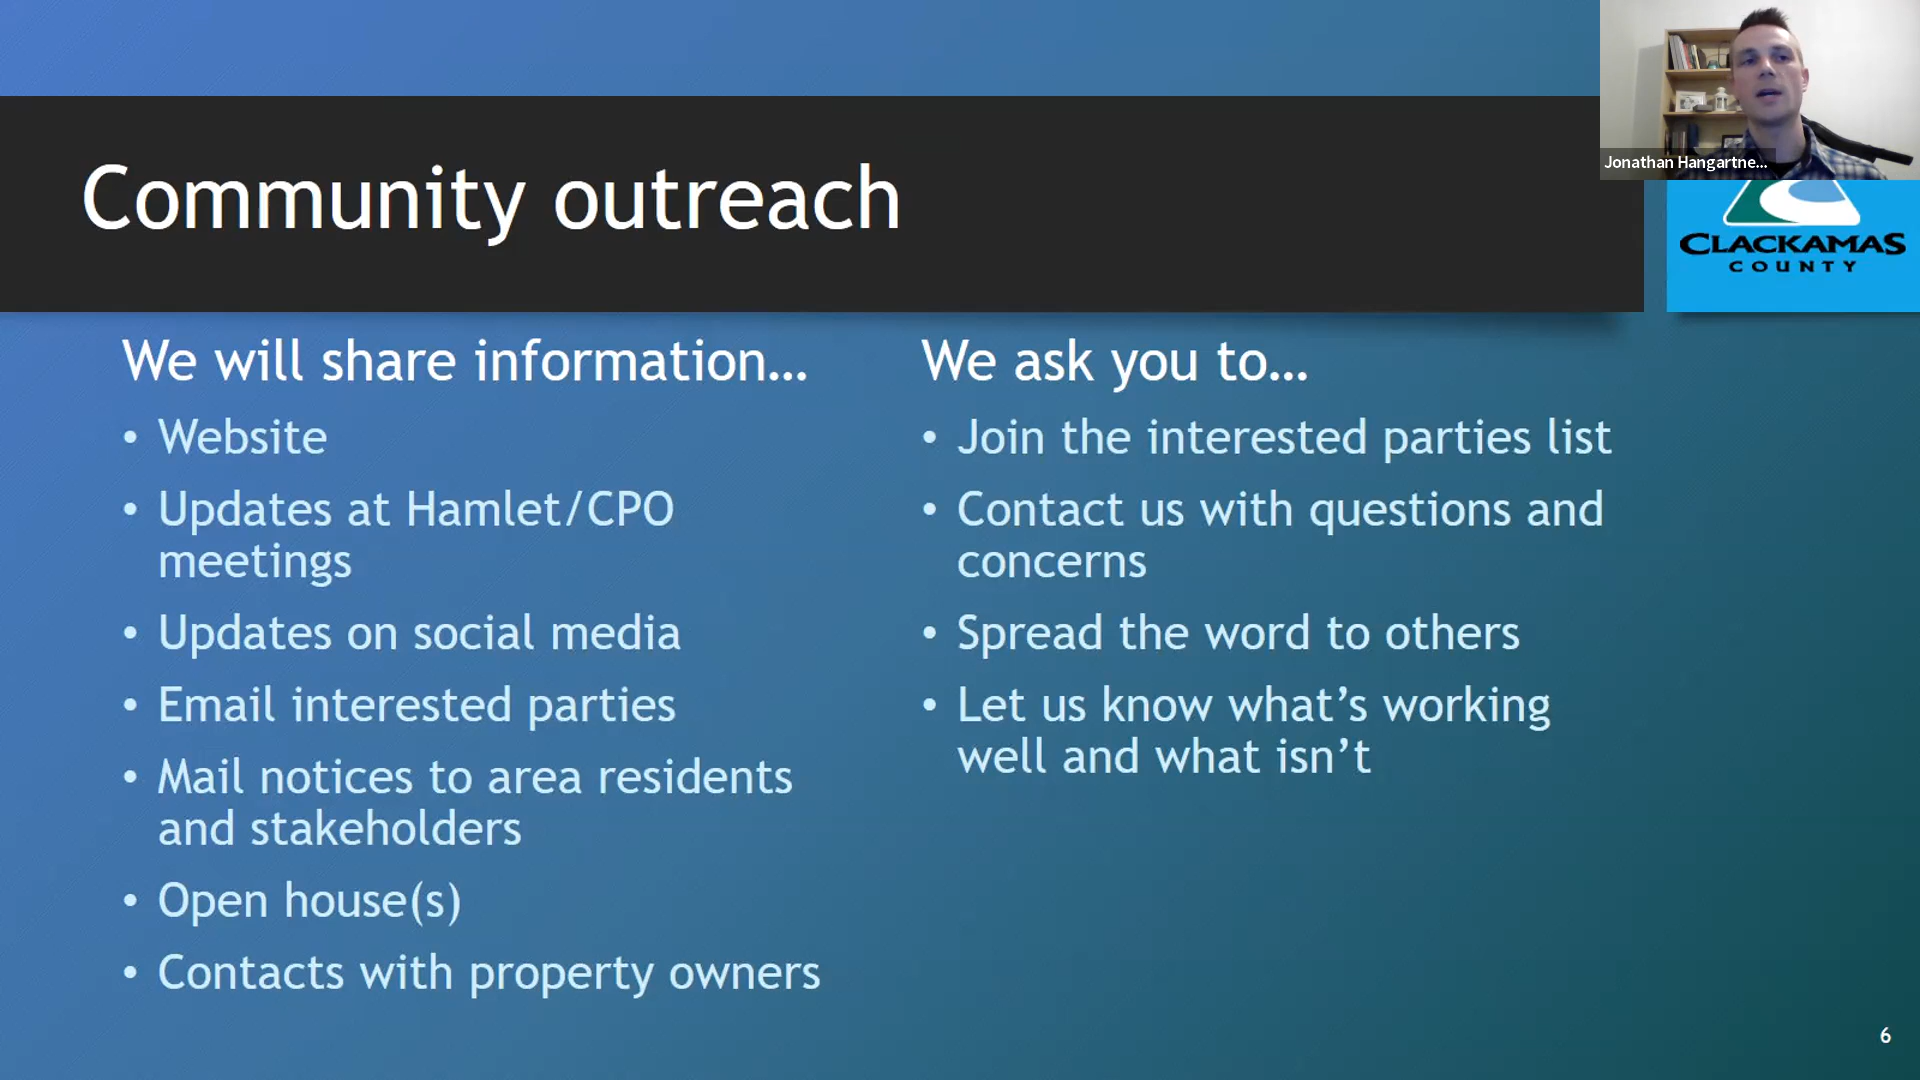 Jonathan Hangartne...
Community outreach
CLACKAMAS
COUNTY
We will share information...
• Website
• Updates at Hamlet/CPO
meetings
• Updates on social media
• Email interested parties
• Mail notices to area residents
and stakeholders
• Open house(s)
• Contacts with property owners
We ask you to...
• Join the interested parties list
• Contact us with questions and
concerns
• Spread the word to others
• Let us know what’s working
well and what isn’t
6